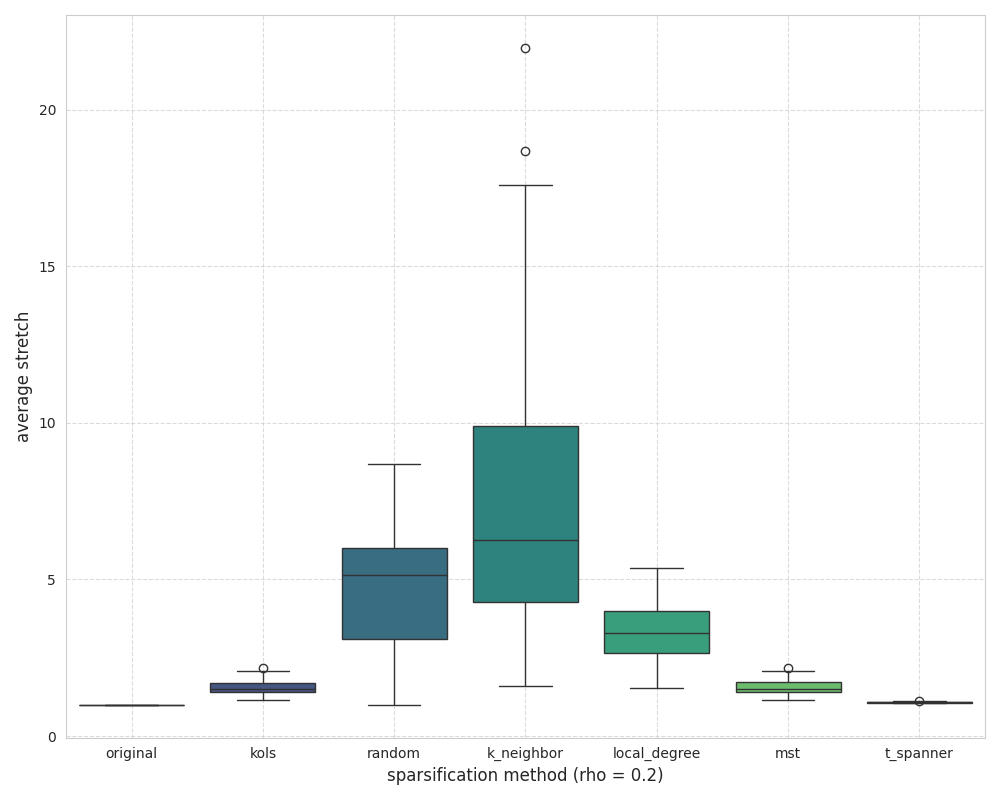 average stretch
20
15
10
5
0
original kols random k_neighbor local_degree mst t_spanner
sparsification method (rho = 0.2)